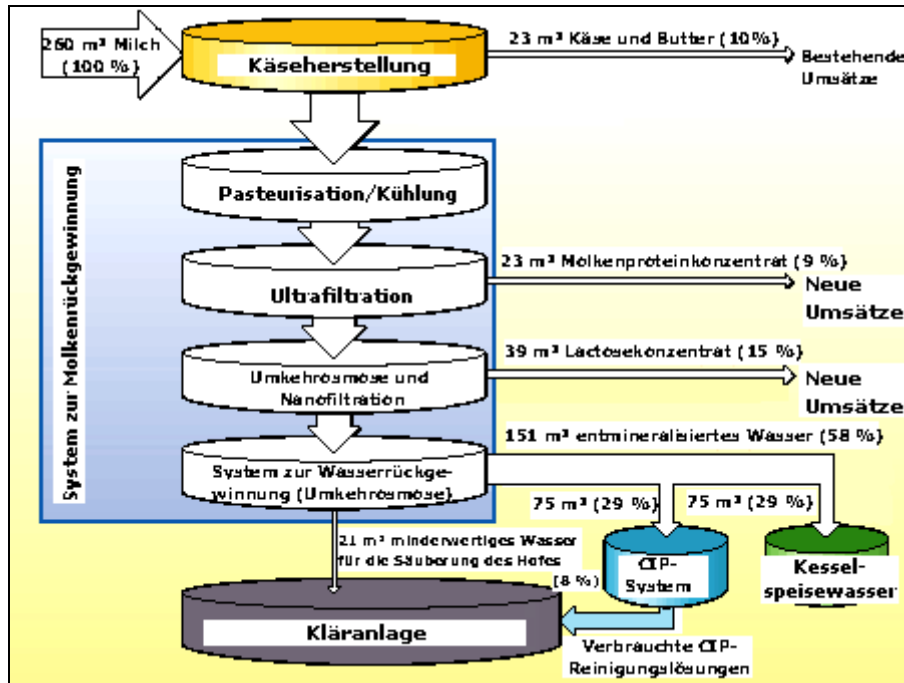 260 m³ Milch
(100 %)
Käseherstellung
23 m³ Käse und Butter (10%)
Bestehende
Umsätze
System zur Molkenrückgewinnung
Pasteurisation/Kühlung
Ultrafiltration
23 m³ Molkenproteinkonzentrat (9 %)
Neue
Umsätze
Umkehrosmose und
Nanofiltration
39 m³ Lactosekonzentrat (15 %)
Neue
Umsätze
151 m³ entmineralisiertes Wasser (58 %)
System zur Wasserrückge-
winnung (Umkehrosmose)
75 m³ (29 %)
75 m³ (29 %)
21 m³ minderwertiges Wasser
für die Säuberung des Hofes
(8 %)
CIP-
System
Kessel-
speisewasser
Kläranlage
Verbrauchte CIP-
Reinigungslösungen